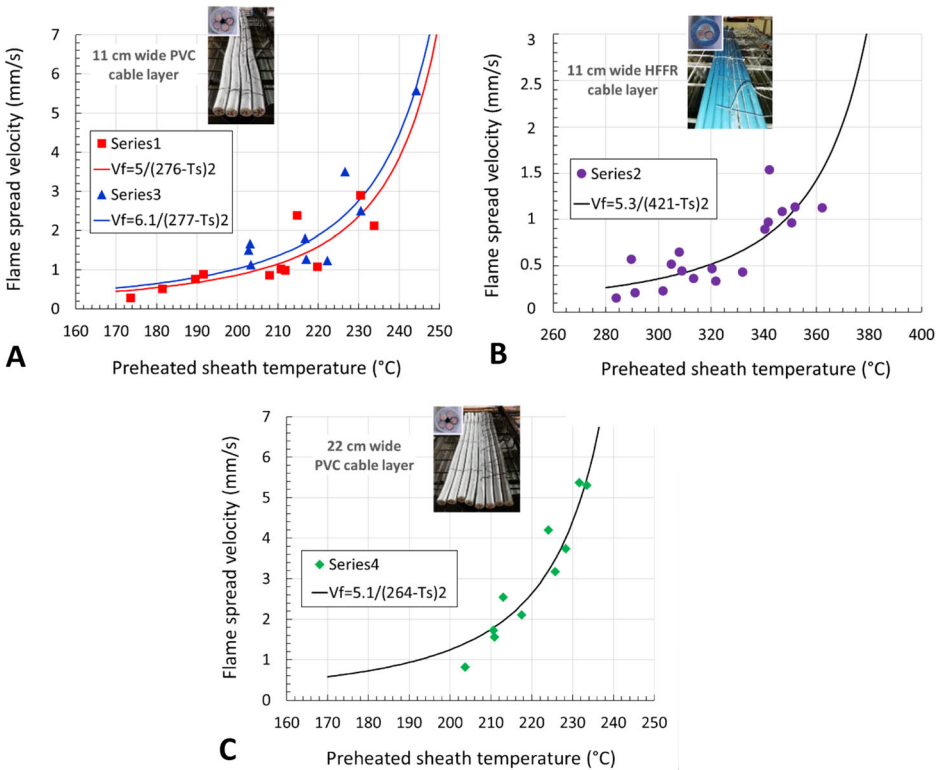 11 cm wide PVC
cable layer
Series1
Vf=5/(276-Ts)2
Series3
Vf=6.1/(277-Ts)2
Flame spread velocity (mm/s)
7
6
5
4
3
2
1
0
160 170 180 190 200 210 220 230 240 250
Preheated sheath temperature (°C)
A
11 cm wide HFFR
cable layer
Series2
Vf=5.3/(421-Ts)2
Flame spread velocity (mm/s)
3
2.5
2
1.5
1
0.5
0
260 280 300 320 340 360 380 400
Preheated sheath temperature (°C)
B
22 cm wide
PVC cable layer
Series4
Vf=5.1/(264-Ts)2
Flame spread velocity (mm/s)
7
6
5
4
3
2
1
0
160 170 180 190 200 210 220 230 240 250
Preheated sheath temperature (°C)
C